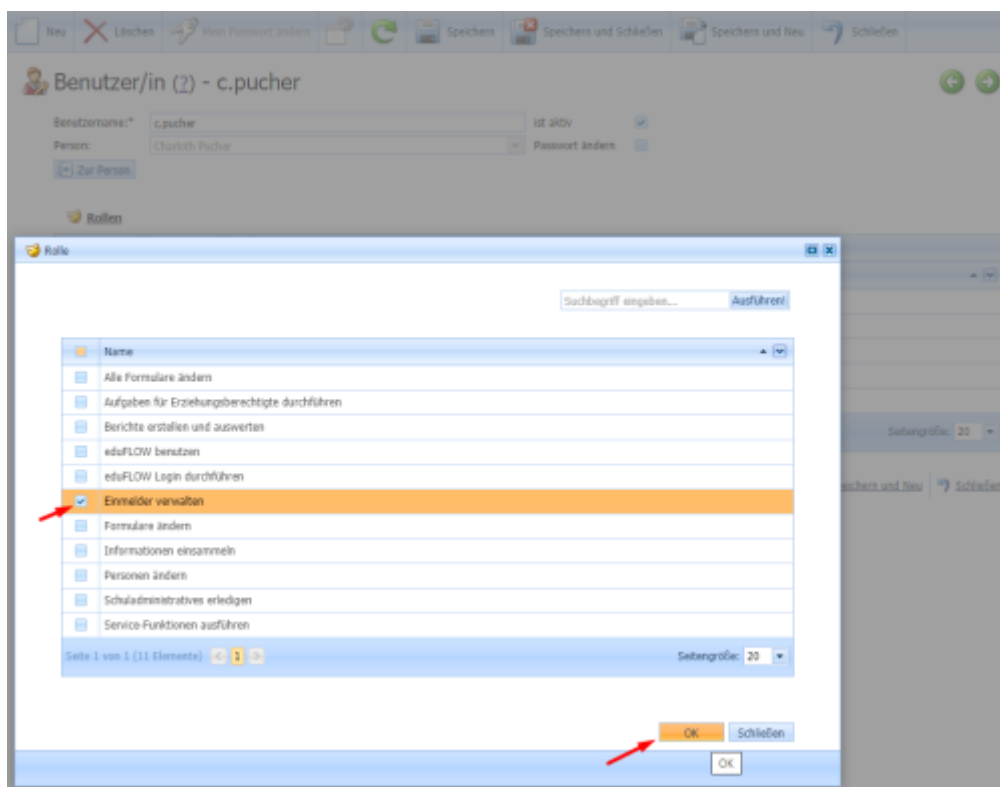 Neu Löschen Mein Passwort ändern Speichern Speichern und Schließen Speichern und Neu Schließen
Benutzer/in (?) - c.pucher
Benutzername:* c.pucher ist aktiv
Person: Charloth Pucher Passwort ändern
Zur Person
Rollen
Rolle
Suchbegriff eingeben... Ausführen!
Name
Alle Formulare ändern
Aufgaben für Erziehungsberechtigte durchführen
Berichte erstellen und auswerten
eduFLOW benutzen
Seitengröße: 20
eduFLOW Login durchführen
eichern und Neu Schließen
Einmelder verwalten
Formulare ändern
Informationen einsammeln
Personen ändern
Schuladministratives erledigen
Service-Funktionen ausführen
Seite 1 von 1 (11 Elemente) < 1 > Seitengröße: 20
OK Schließen
OK